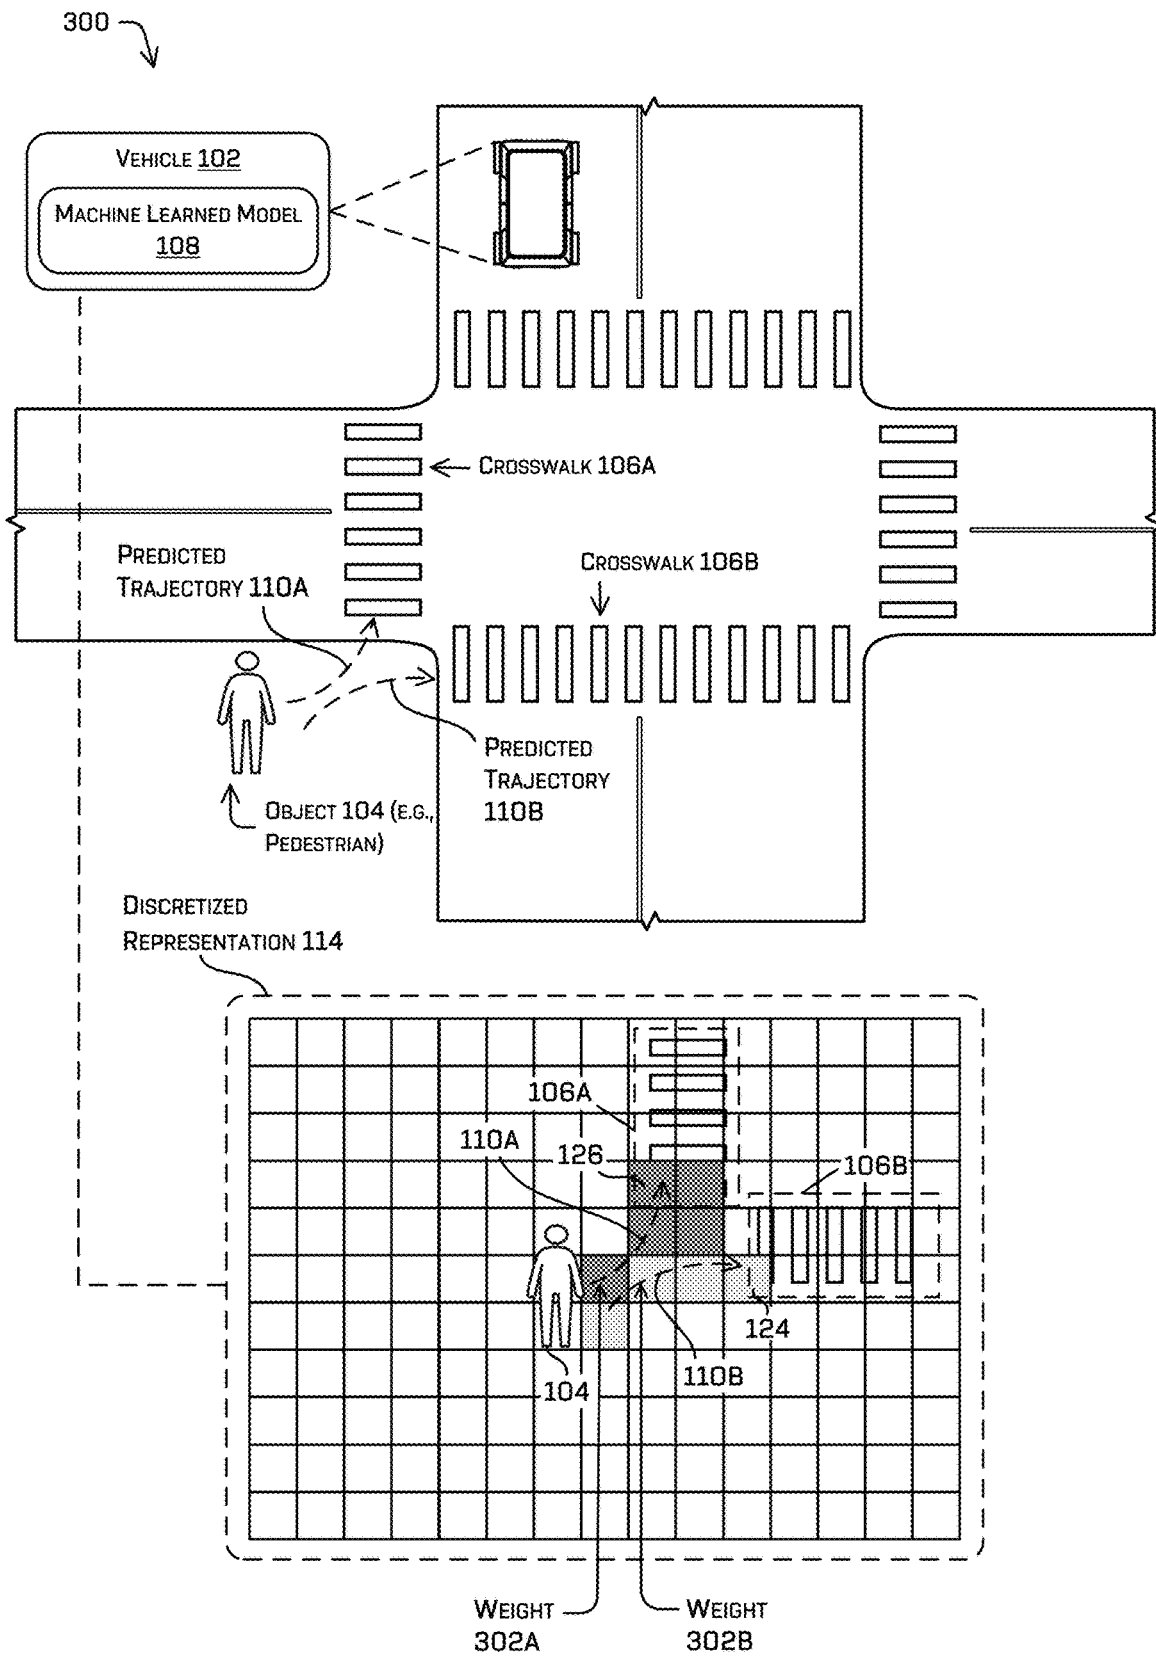 300
VEHICLE 102
MACHINE LEARNED MODEL
108
CROSSWALK 106A
PREDICTED
TRAJECTORY 110A
CROSSWALK 106B
PREDICTED
TRAJECTORY
110B
OBJECT 104 (E.G.,
PEDESTRIAN)
DISCRETIZED
REPRESENTATION 114
106A
110A
126
106B
124
110B
104
WEIGHT
302A
WEIGHT
302B